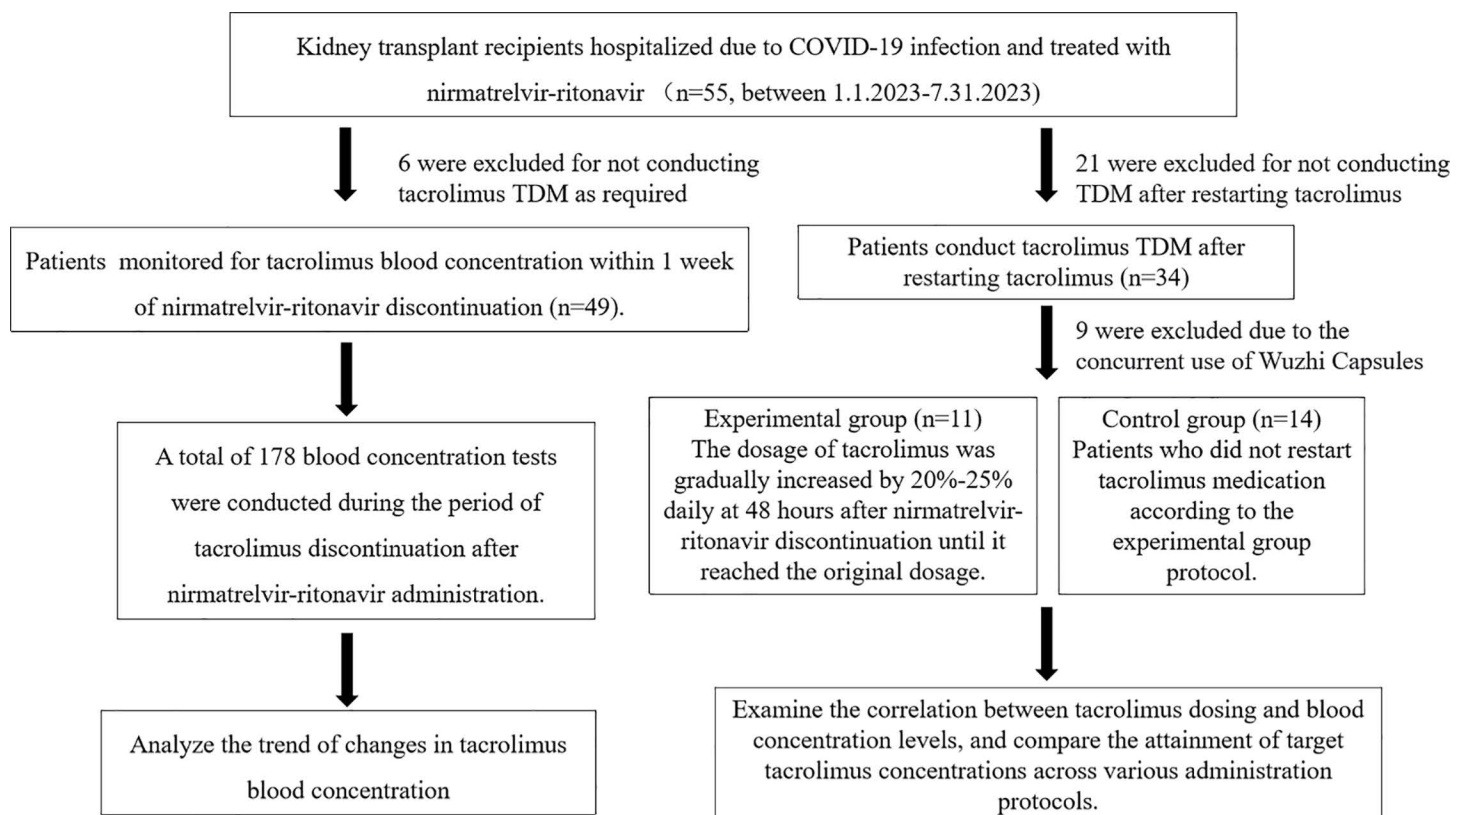 Kidney transplant recipients hospitalized due to COVID-19 infection and treated with
nirmatrelvir-ritonavir （n=55, between 1.1.2023-7.31.2023)
6 were excluded for not conducting
tacrolimus TDM as required
Patients monitored for tacrolimus blood concentration within 1 week
of nirmatrelvir-ritonavir discontinuation (n=49).
A total of 178 blood concentration tests
were conducted during the period of
tacrolimus discontinuation after
nirmatrelvir-ritonavir administration.
Analyze the trend of changes in tacrolimus
blood concentration
21 were excluded for not conducting
TDM after restarting tacrolimus
Patients conduct tacrolimus TDM after
restarting tacrolimus (n=34)
9 were excluded due to the
concurrent use of Wuzhi Capsules
Experimental group (n=11)
The dosage of tacrolimus was
gradually increased by 20%-25%
daily at 48 hours after nirmatrelvir-
ritonavir discontinuation until it
reached the original dosage.
Control group (n=14)
Patients who did not restart
tacrolimus medication
according to the
experimental group
protocol.
Examine the correlation between tacrolimus dosing and blood
concentration levels, and compare the attainment of target
tacrolimus concentrations across various administration
protocols.